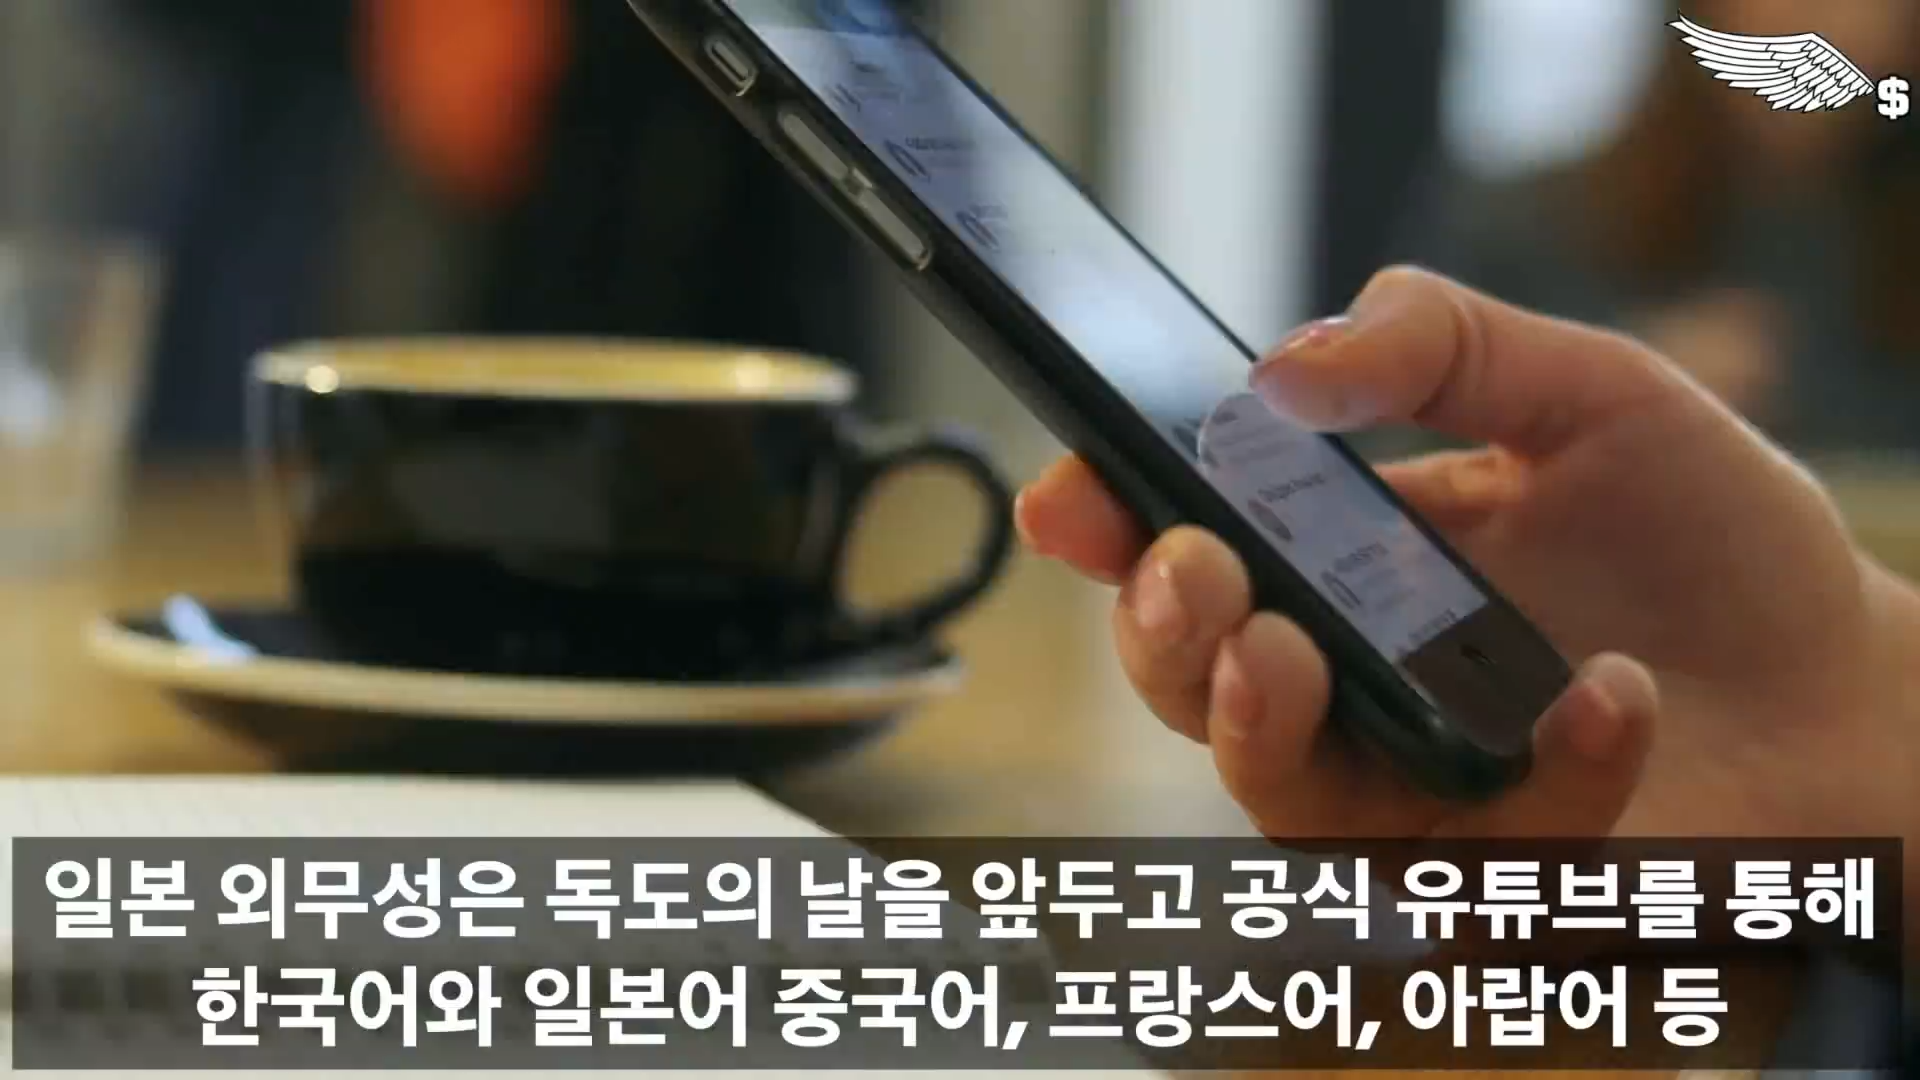 $
일본 외무성은 독도의 날을 앞두고 공식 유튜브를 통해
한국어와 일본어 중국어, 프랑스어, 아랍어 등